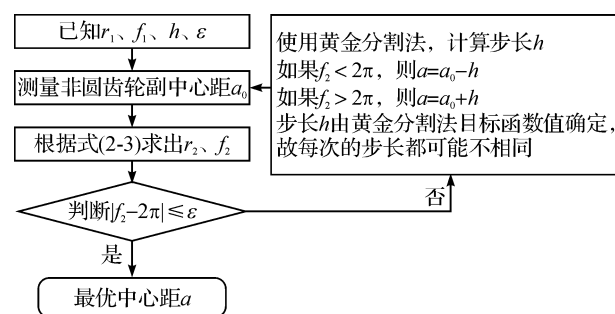 已知r₁、f₁、h、ε
测量非圆齿轮副中心距a₀
根据式(2-3)求出r₂、f₂
判断|f₂−2π|≤ε
是
最优中心距a
否
使用黄金分割法，计算步长h
如果f₂<2π，则a=a₀−h
如果f₂>2π，则a=a₀+h
步长h由黄金分割法目标函数值确定，
故每次的步长都可能不相同